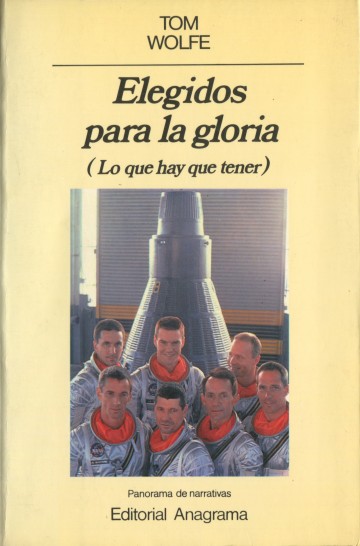 TOM
WOLFE
Elegidos
para la gloria
(Lo que hay que tener)
Panorama de narrativas
Editorial Anagrama